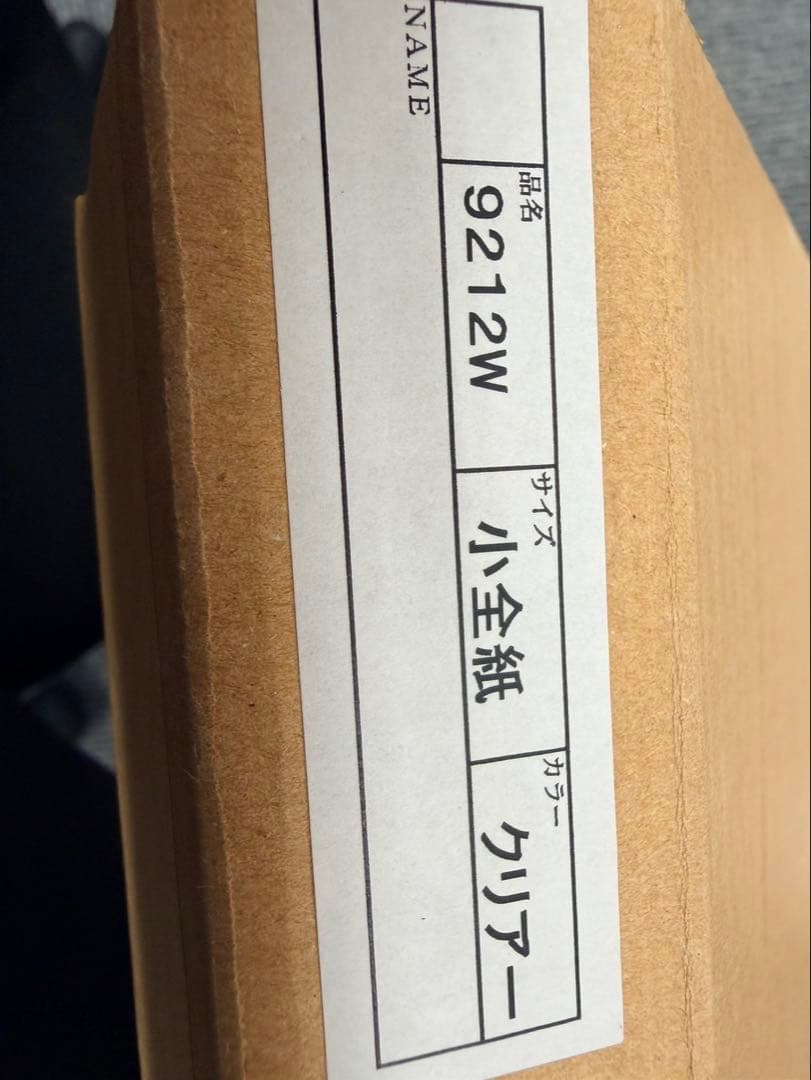 品名
9212W
サイズ
小全紙
カラー
クリアー
NAME